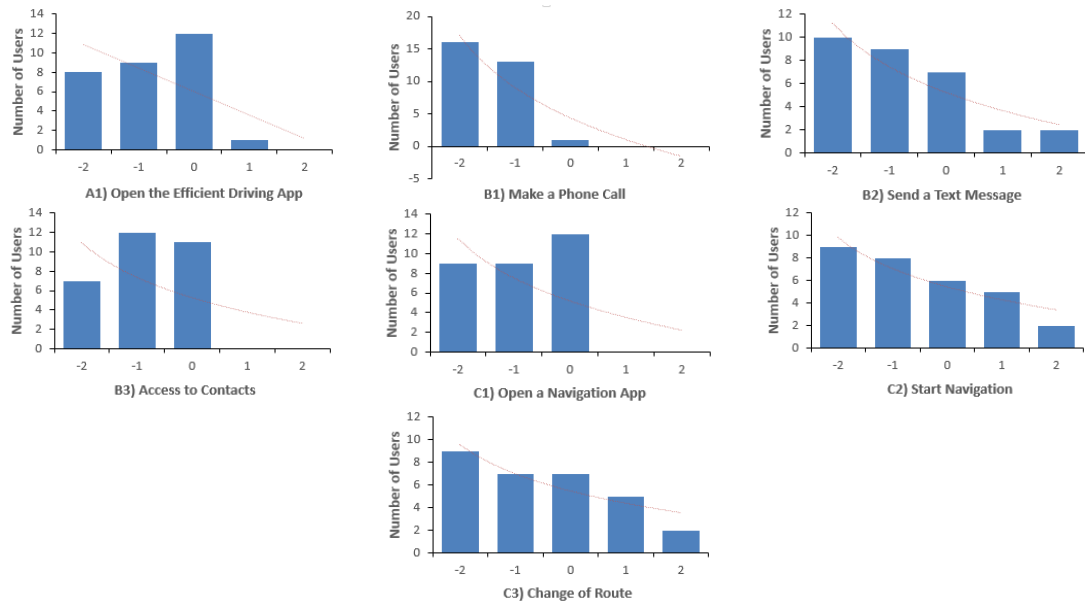 14
12
10
8
6
4
2
0
Number of Users
-2 -1 0 1 2
A1) Open the Efficient Driving App
20
15
10
5
0
-5
Number of Users
-2 -1 0 1 2
B1) Make a Phone Call
12
10
8
6
4
2
0
Number of Users
-2 -1 0 1 2
B2) Send a Text Message
14
12
10
8
6
4
2
0
Number of Users
-2 -1 0 1 2
B3) Access to Contacts
14
12
10
8
6
4
2
0
Number of Users
-2 -1 0 1 2
C1) Open a Navigation App
12
10
8
6
4
2
0
Number of Users
-2 -1 0 1 2
C2) Start Navigation
12
10
8
6
4
2
0
Number of Users
-2 -1 0 1 2
C3) Change of Route